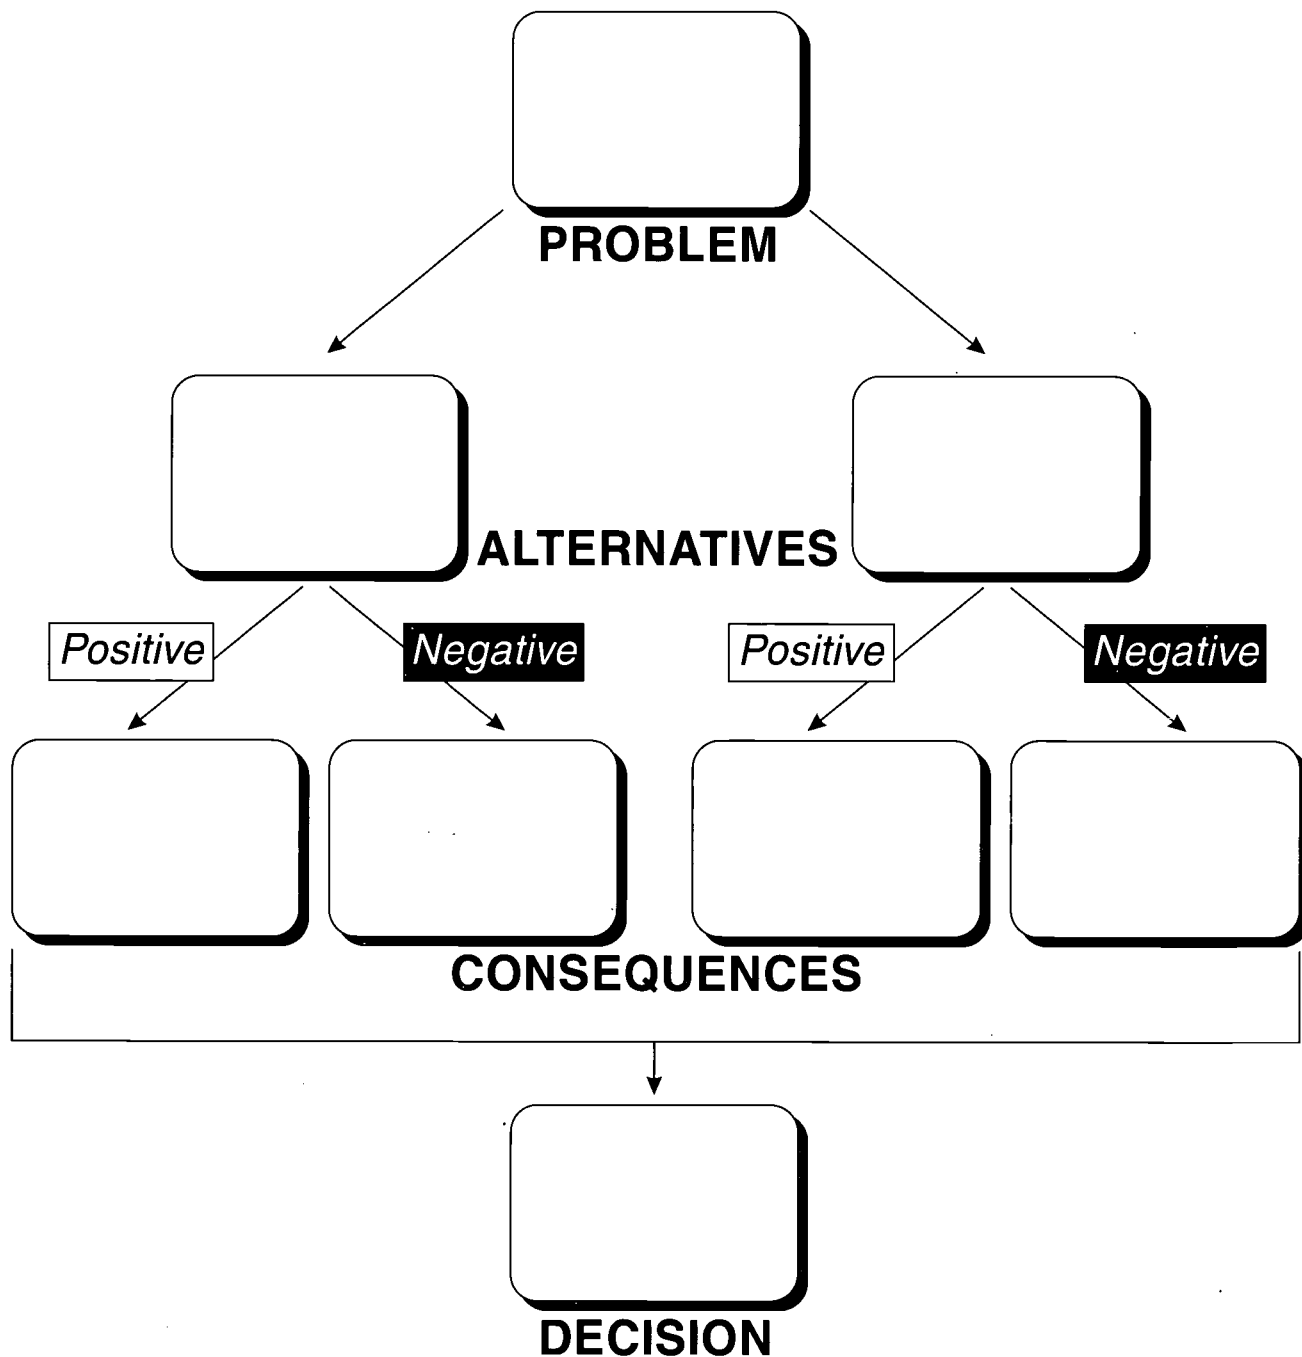 PROBLEM
ALTERNATIVES
Positive
Negative
Positive
Negative
CONSEQUENCES
DECISION